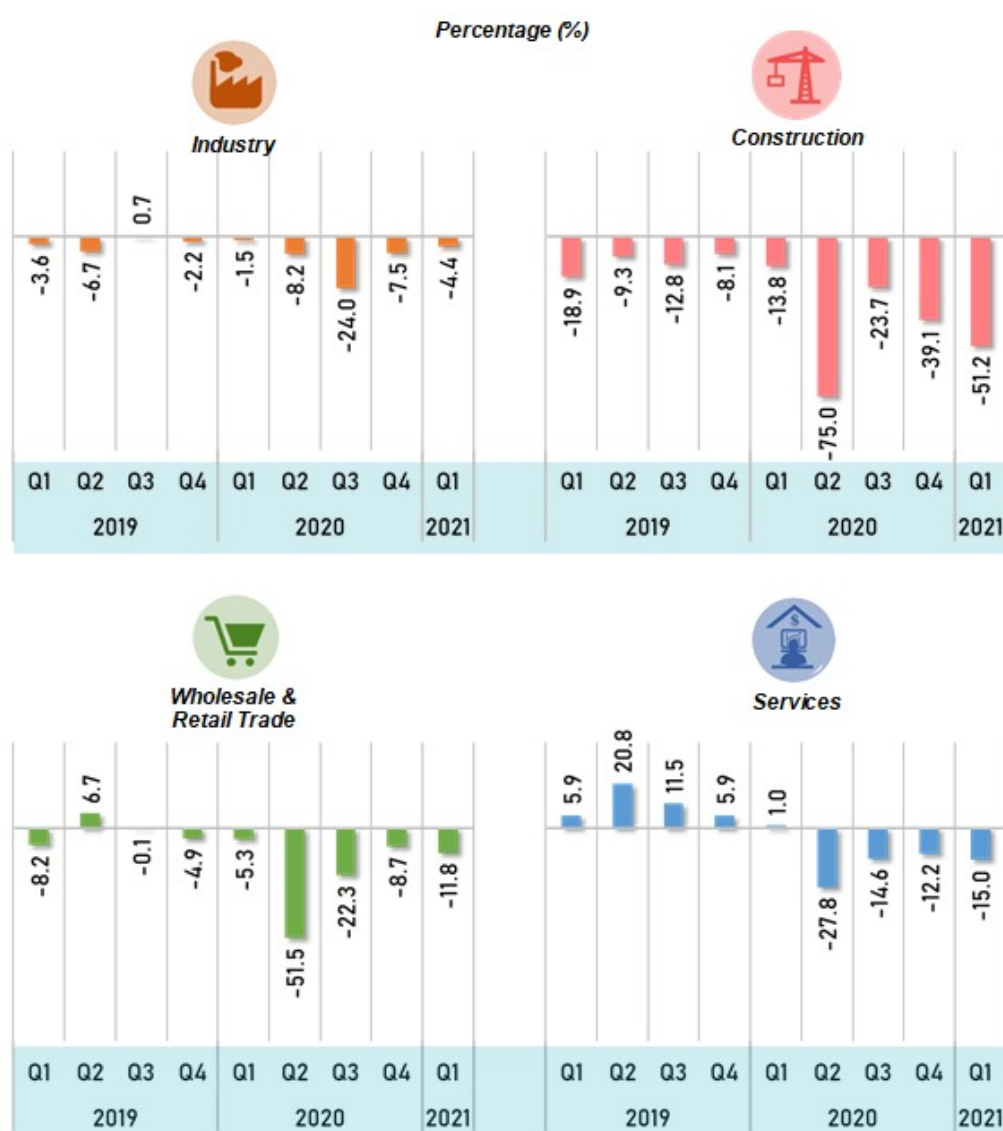 Percentage (%)
Industry
0.7
-3.6 -6.7 -2.2 -1.5 -8.2 -24.0 -7.5 -4.4
Q1 Q2 Q3 Q4 Q1 Q2 Q3 Q4 Q1
2019 2020 2021
Construction
-18.9 -9.3 -12.8 -8.1 -13.8 -75.0 -23.7 -39.1 -51.2
Q1 Q2 Q3 Q4 Q1 Q2 Q3 Q4 Q1
2019 2020 2021
Wholesale &
Retail Trade
6.7
-8.2 -0.1 -4.9 -5.3 -51.5 -22.3 -8.7 -11.8
Q1 Q2 Q3 Q4 Q1 Q2 Q3 Q4 Q1
2019 2020 2021
$
Services
5.9 20.8 11.5 5.9 1.0
-27.8 -14.6 -12.2 -15.0
Q1 Q2 Q3 Q4 Q1 Q2 Q3 Q4 Q1
2019 2020 2021